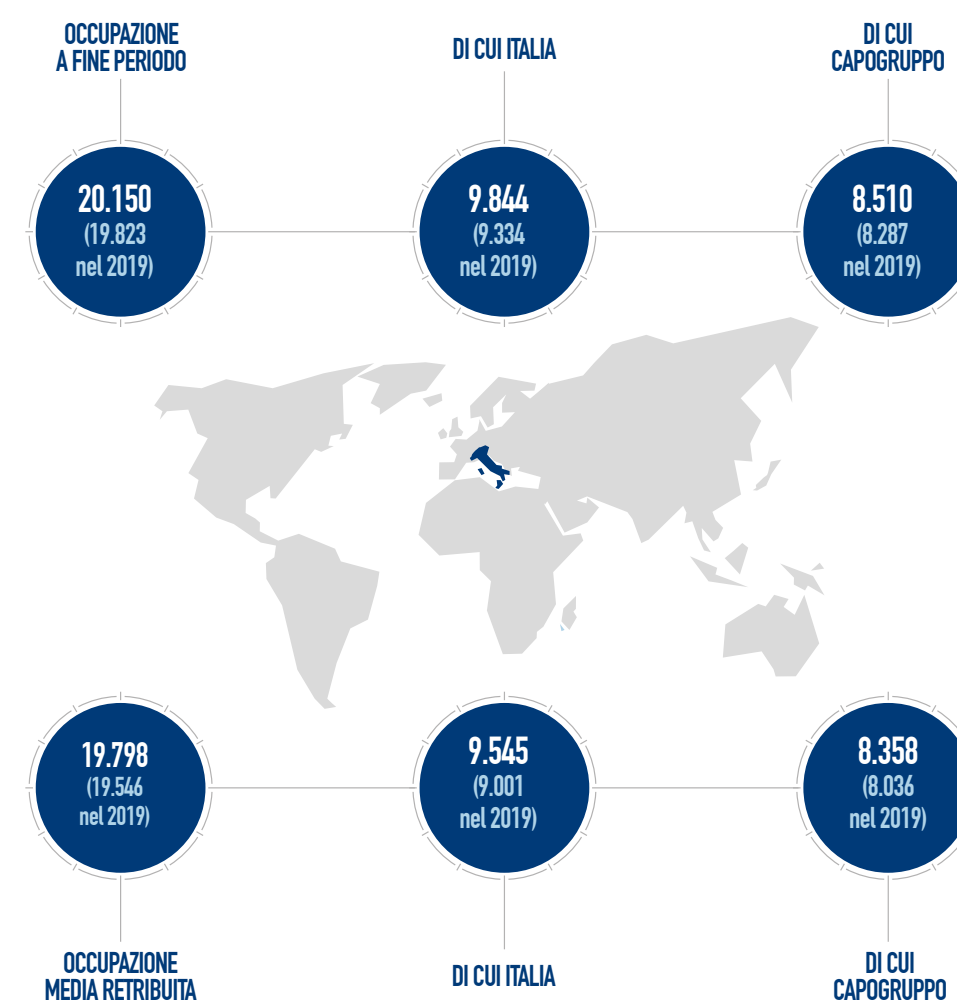 OCCUPAZIONE
A FINE PERIODO
DI CUI ITALIA
DI CUI
CAPOGRUPPO
20.150
(19.823
nel 2019)
9.844
(9.334
nel 2019)
8.510
(8.287
nel 2019)
19.798
(19.546
nel 2019)
9.545
(9.001
nel 2019)
8.358
(8.036
nel 2019)
OCCUPAZIONE
MEDIA RETRIBUITA
DI CUI ITALIA
DI CUI
CAPOGRUPPO